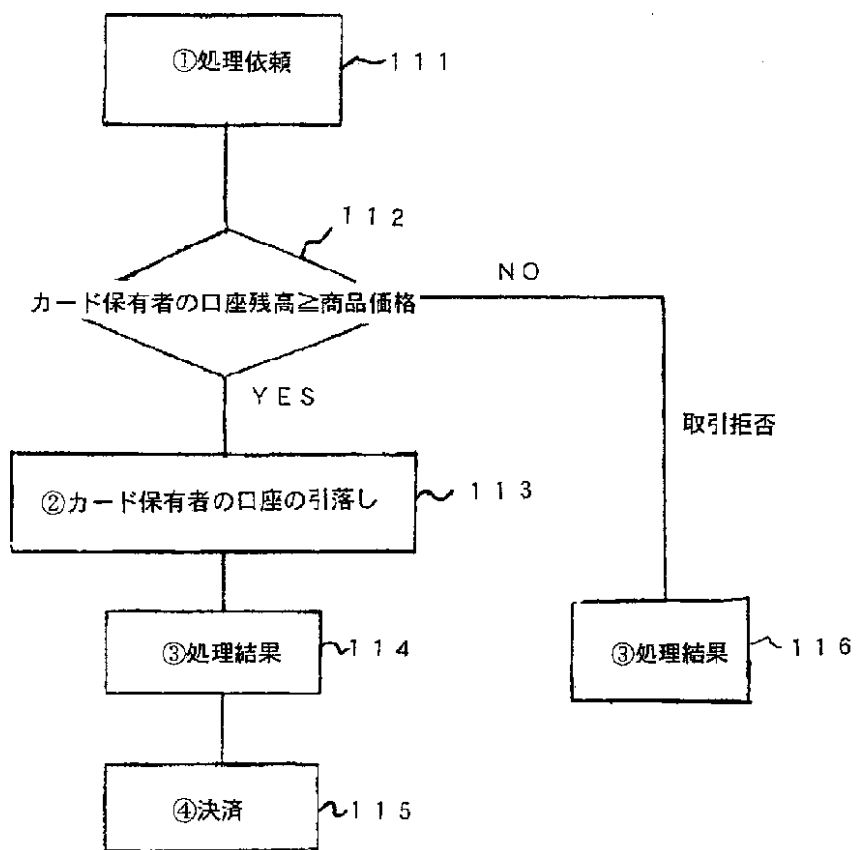 ①処理依頼
111
112
カード保有者の口座残高≧商品価格
NO
YES
取引拒否
②カード保有者の口座の引落し
113
③処理結果
114
③処理結果
116
④決済
115